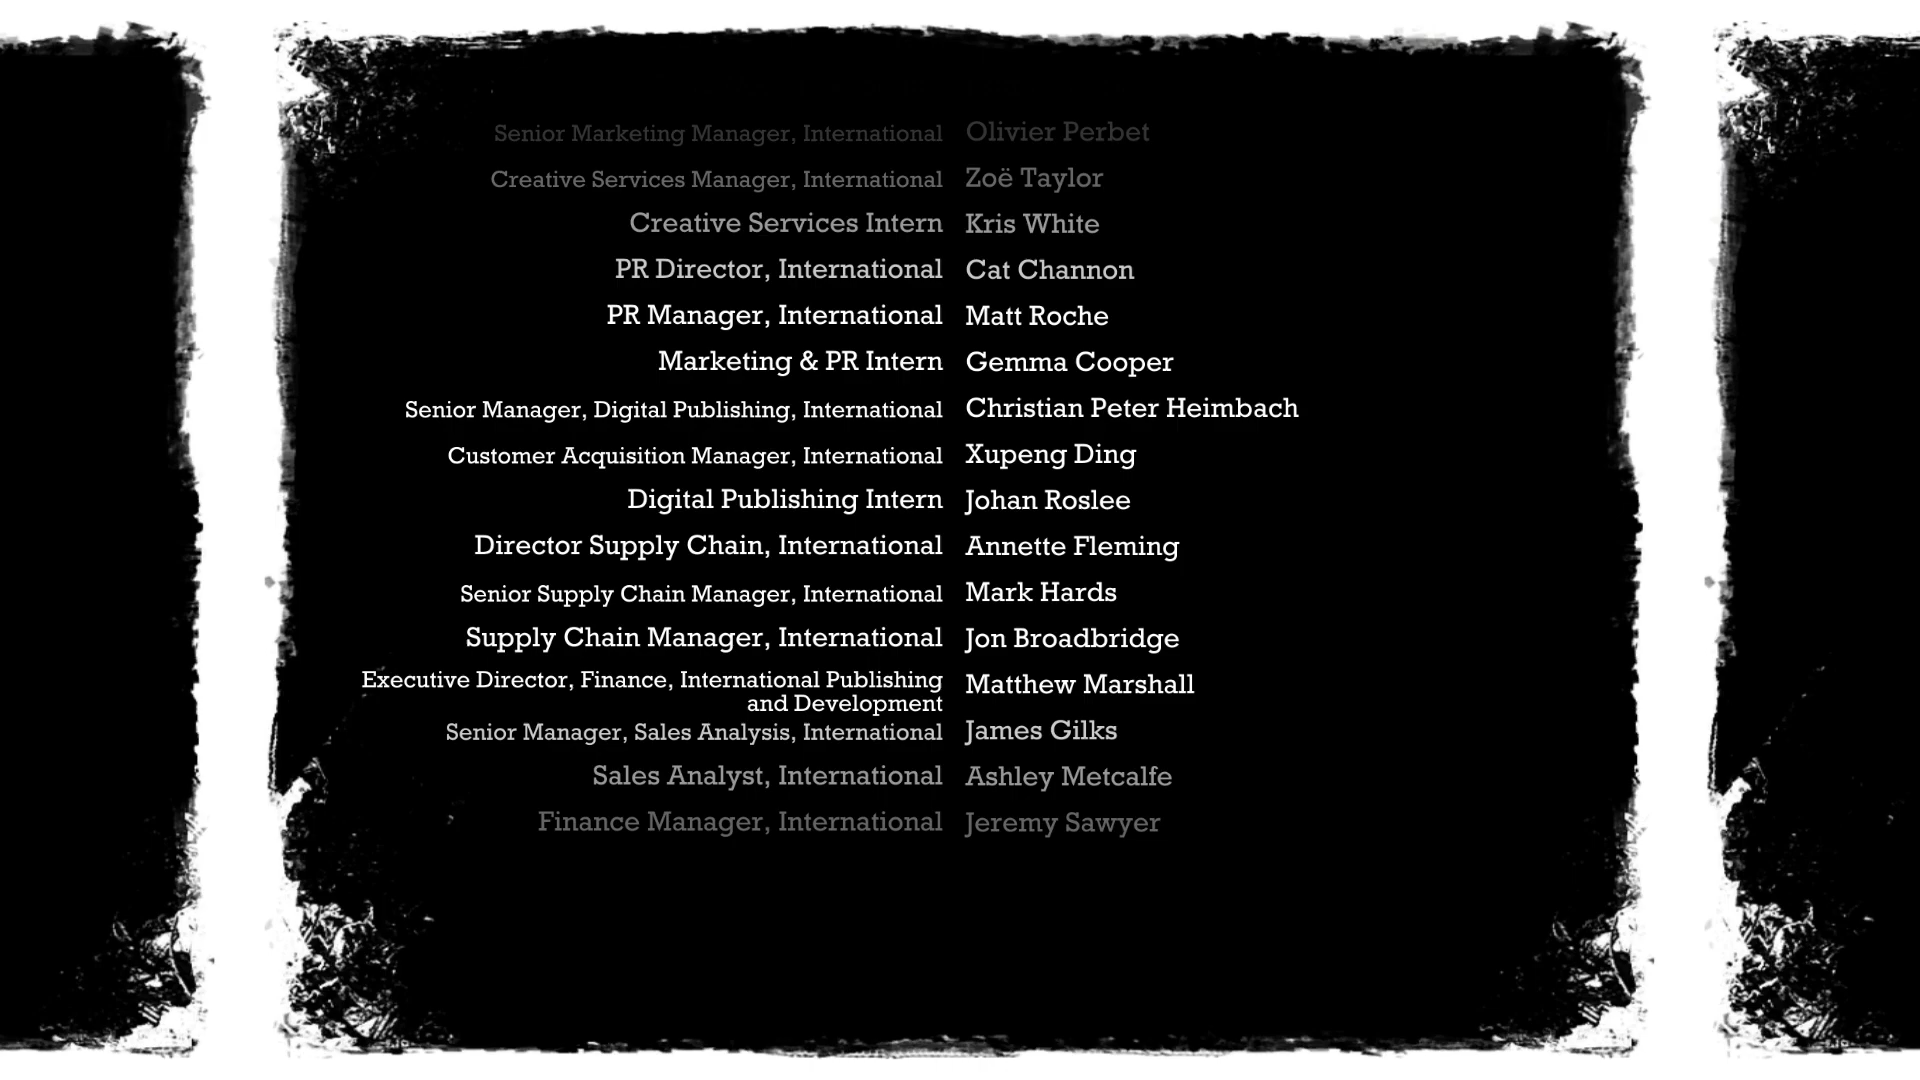 Senior Marketing Manager, International Olivier Perbet
Creative Services Manager, International Zoë Taylor
Creative Services Intern Kris White
PR Director, International Cat Channon
PR Manager, International Matt Roche
Marketing & PR Intern Gemma Cooper
Senior Manager, Digital Publishing, International Christian Peter Heimbach
Customer Acquisition Manager, International Xupeng Ding
Digital Publishing Intern Johan Roslee
Director Supply Chain, International Annette Fleming
Senior Supply Chain Manager, International Mark Hards
Supply Chain Manager, International Jon Broadbridge
Executive Director, Finance, International Publishing
and Development Matthew Marshall
Senior Manager, Sales Analysis, International James Gilks
Sales Analyst, International Ashley Metcalfe
Finance Manager, International Jeremy Sawyer